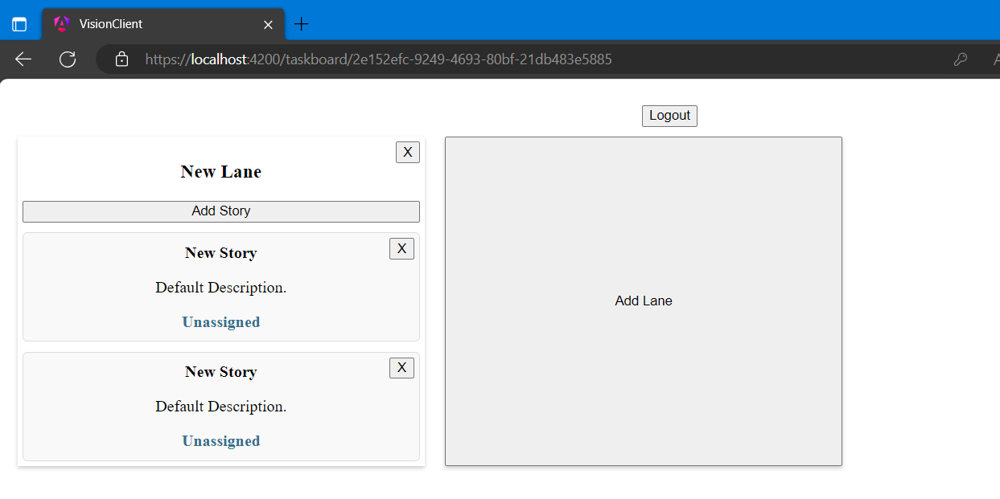 VisionClient
https://localhost:4200/taskboard/2e152efc-9249-4693-80bf-21db483e5885
Logout
X
New Lane
Add Story
New Story
X
Default Description.
Unassigned
New Story
X
Default Description.
Unassigned
Add Lane